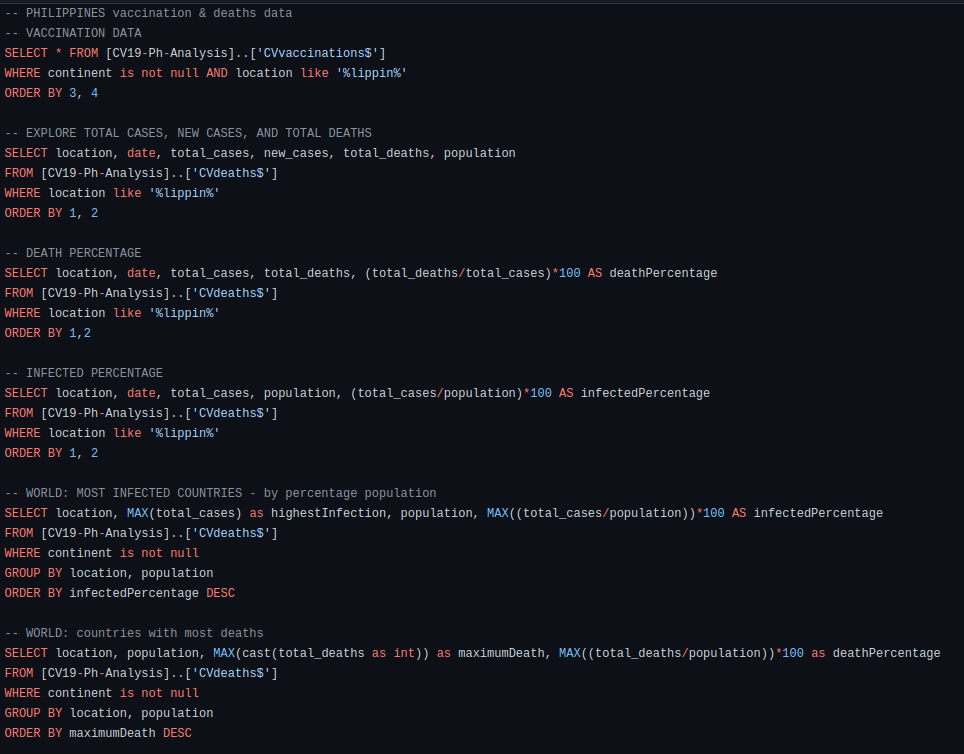 -- PHILIPPINES vaccination & deaths data
-- VACCINATION DATA
SELECT * FROM [CV19-Ph-Analysis]..['CVvaccinations$']
WHERE continent is not null AND location like '%lippin%'
ORDER BY 3, 4
-- EXPLORE TOTAL CASES, NEW CASES, AND TOTAL DEATHS
SELECT location, date, total_cases, new_cases, total_deaths, population
FROM [CV19-Ph-Analysis]..['CVdeaths$']
WHERE location like '%lippin%'
ORDER BY 1, 2
-- DEATH PERCENTAGE
SELECT location, date, total_cases, total_deaths, (total_deaths/total_cases)*100 AS deathPercentage
FROM [CV19-Ph-Analysis]..['CVdeaths$']
WHERE location like '%lippin%'
ORDER BY 1,2
-- INFECTED PERCENTAGE
SELECT location, date, total_cases, population, (total_cases/population)*100 AS infectedPercentage
FROM [CV19-Ph-Analysis]..['CVdeaths$']
WHERE location like '%lippin%'
ORDER BY 1, 2
-- WORLD: MOST INFECTED COUNTRIES - by percentage population
SELECT location, MAX(total_cases) as highestInfection, population, MAX((total_cases/population))*100 AS infectedPercentage
FROM [CV19-Ph-Analysis]..['CVdeaths$']
WHERE continent is not null
GROUP BY location, population
ORDER BY infectedPercentage DESC
-- WORLD: countries with most deaths
SELECT location, population, MAX(cast(total_deaths as int)) as maximumDeath, MAX((total_deaths/population))*100 as deathPercentage
FROM [CV19-Ph-Analysis]..['CVdeaths$']
WHERE continent is not null
GROUP BY location, population
ORDER BY maximumDeath DESC